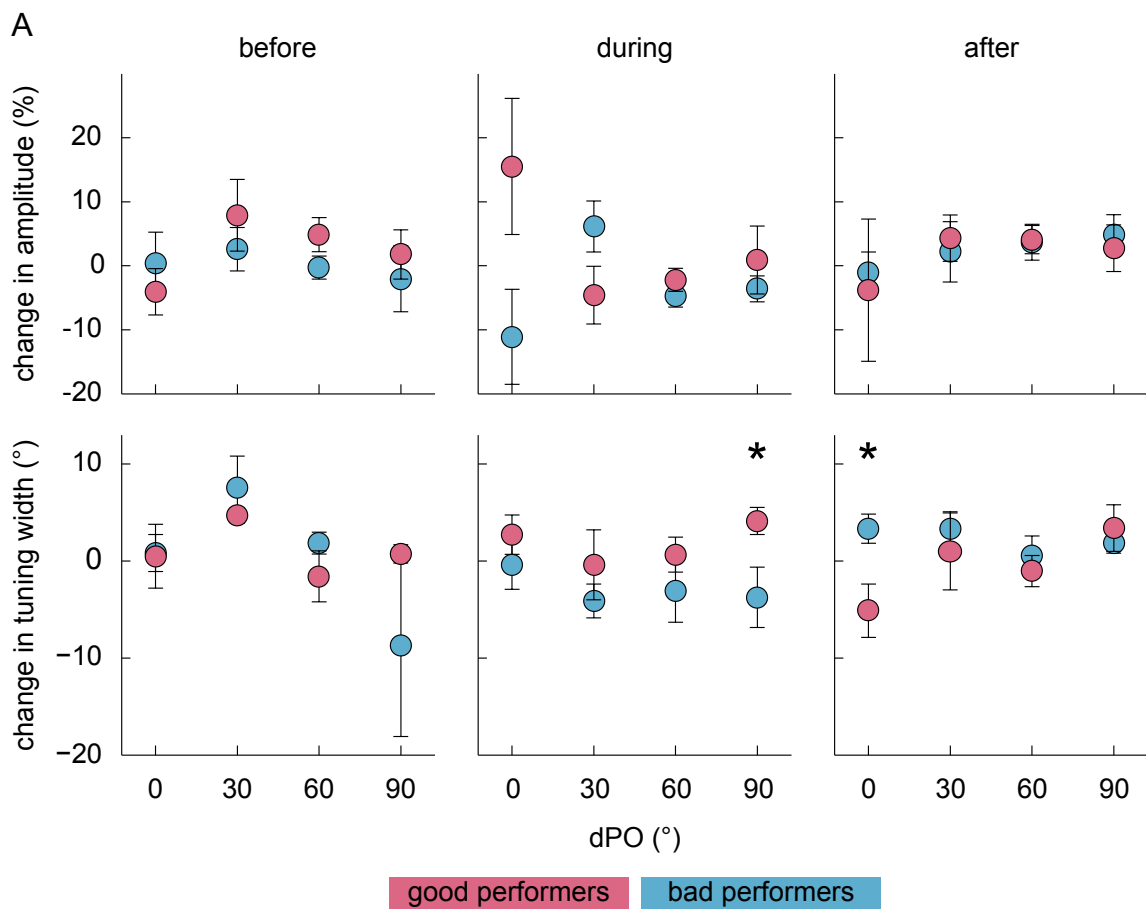 A
before during after
change in amplitude (%)
20
10
0
-10
-20
change in tuning width (°)
10
0
−10
−20
* *
0 30 60 90 0 30 60 90 0 30 60 90
dPO (°)
good performers bad performers